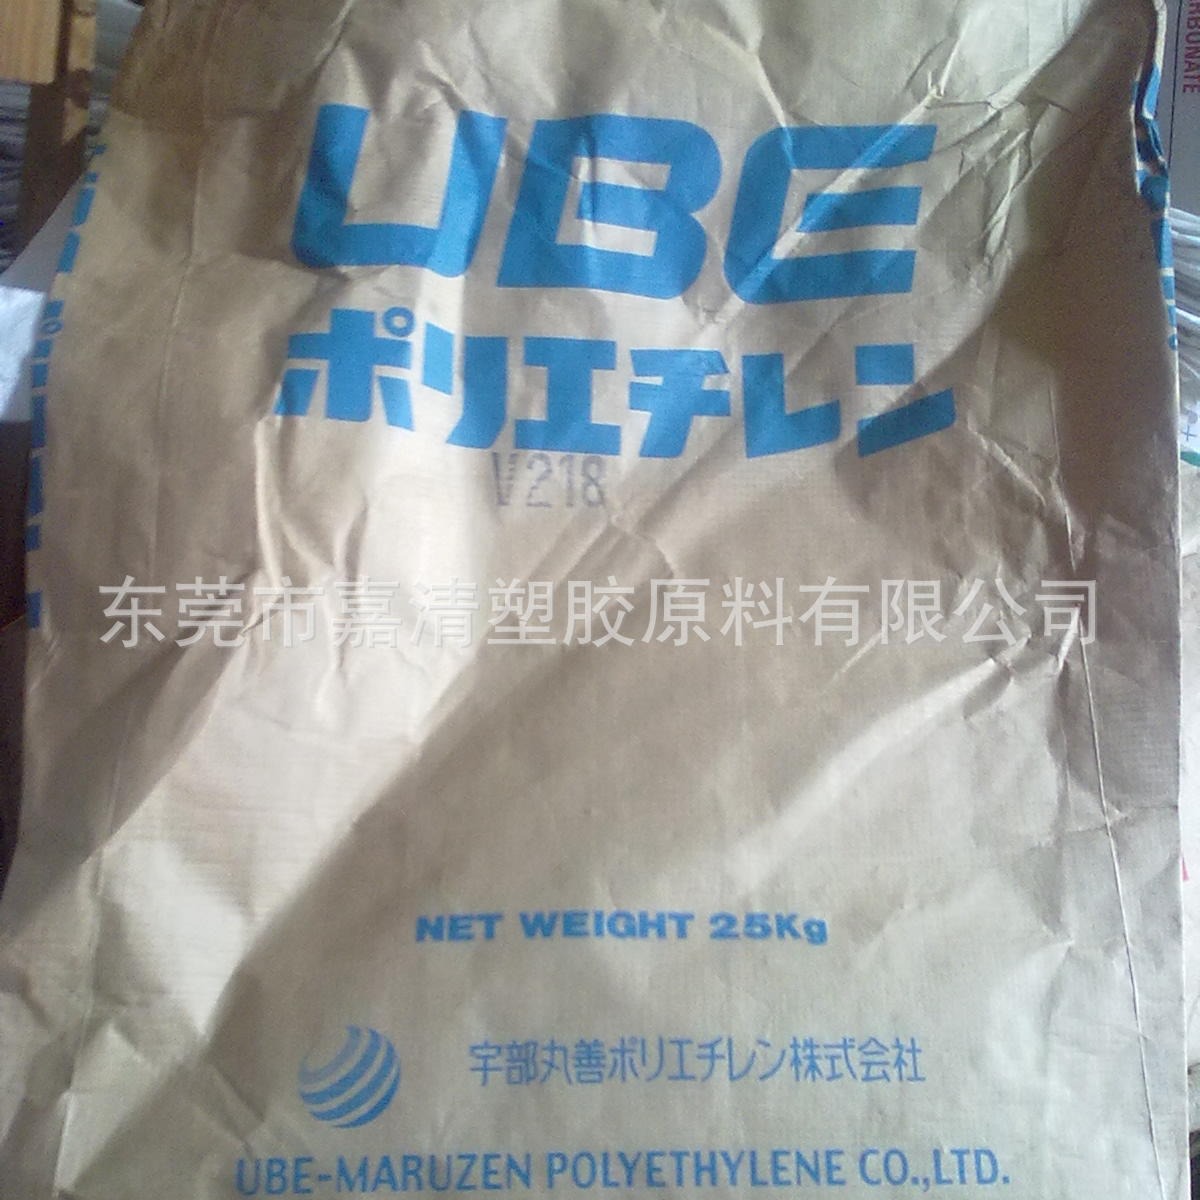 UBE
ポリエチレン
V218
东莞市嘉清塑胶原料有限公司
NET WEIGHT 25Kg
宇部丸善ポリエチレン株式会社
UBE-MARUZEN POLYETHYLENE CO.,LTD.